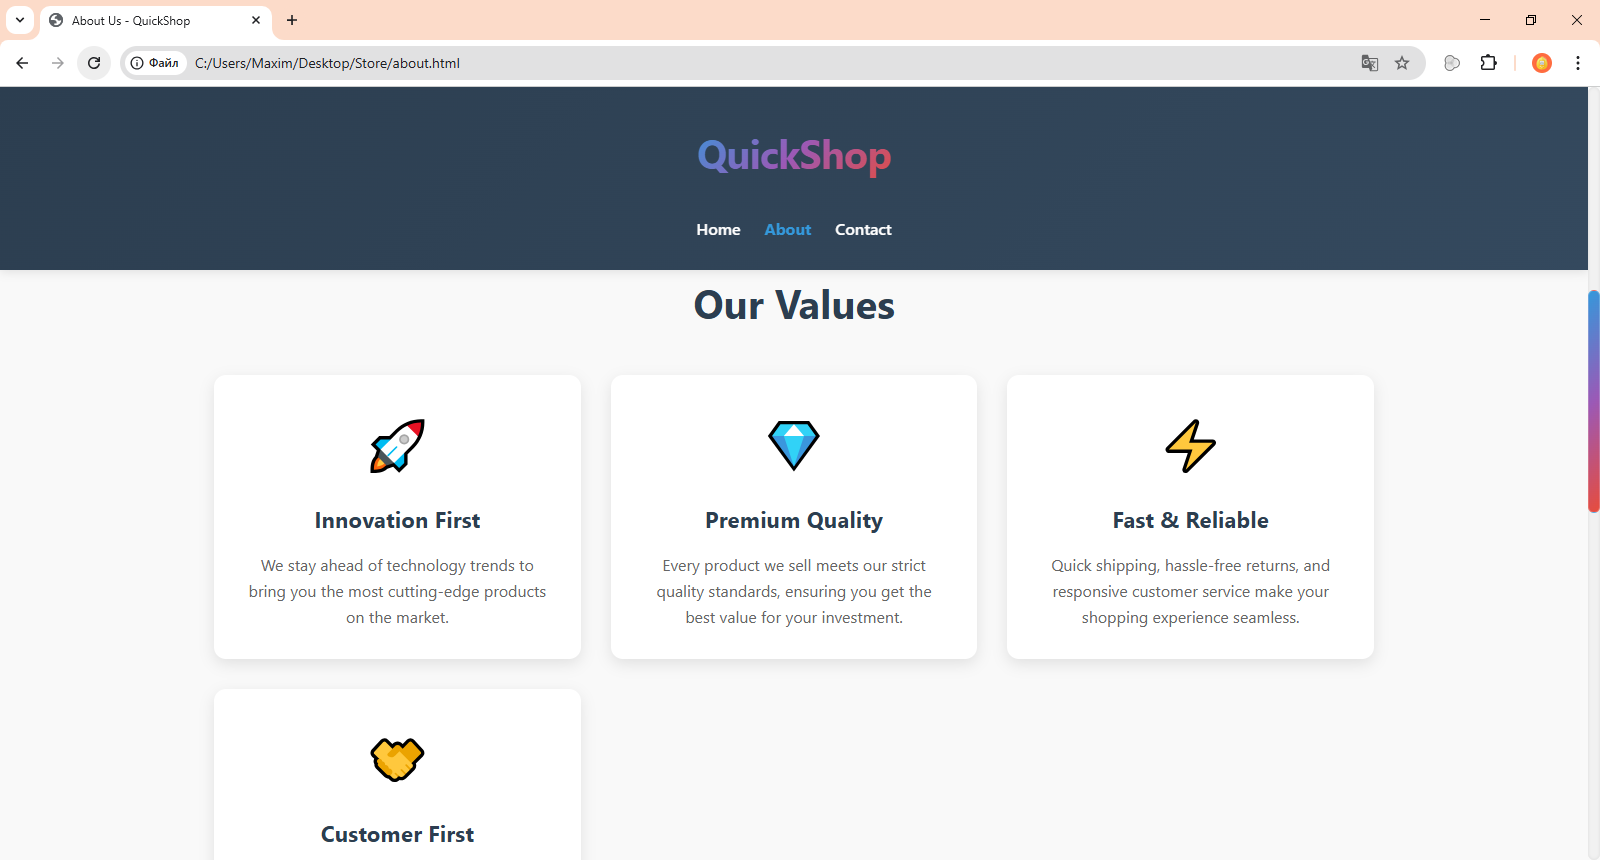 About Us - QuickShop
Файл
C:/Users/Maxim/Desktop/Store/about.html
QuickShop
Home About Contact
Our Values
Innovation First
We stay ahead of technology trends to
bring you the most cutting-edge products
on the market.
Premium Quality
Every product we sell meets our strict
quality standards, ensuring you get the
best value for your investment.
Fast & Reliable
Quick shipping, hassle-free returns, and
responsive customer service make your
shopping experience seamless.
Customer First